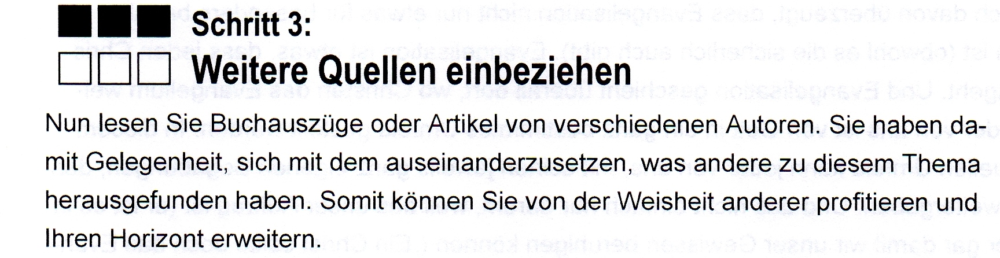 Schritt 3:
Weitere Quellen einbeziehen
Nun lesen Sie Buchauszüge oder Artikel von verschiedenen Autoren. Sie haben da-
mit Gelegenheit, sich mit dem auseinanderzusetzen, was andere zu diesem Thema
herausgefunden haben. Somit können Sie von der Weisheit anderer profitieren und
Ihren Horizont erweitern.